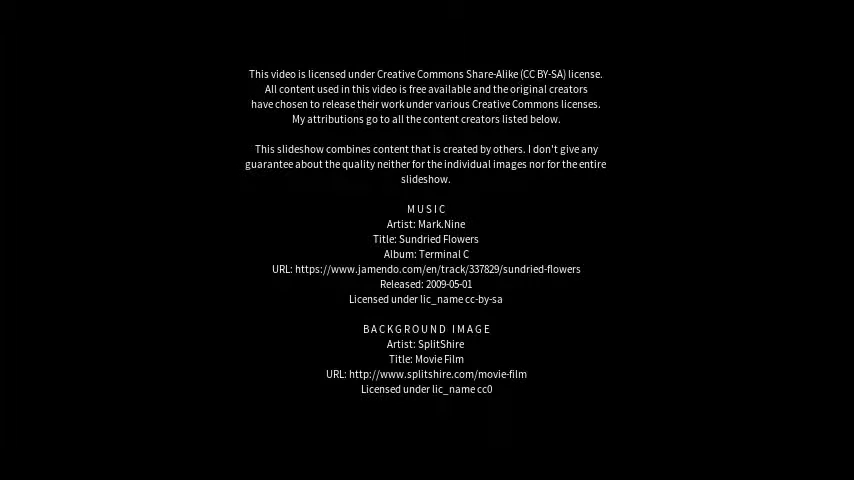 This video is licensed under Creative Commons Share-Alike (CC BY-SA) license.
All content used in this video is free available and the original creators
have chosen to release their work under various Creative Commons licenses.
My attributions go to all the content creators listed below.
This slideshow combines content that is created by others. I don't give any
guarantee about the quality neither for the individual images nor for the entire
slideshow.
MUSIC
Artist: Mark.Nine
Title: Sundried Flowers
Album: Terminal C
URL: https://www.jamendo.com/en/track/337829/sundried-flowers
Released: 2009-05-01
Licensed under lic_name cc-by-sa
BACKGROUND IMAGE
Artist: SplitShire
Title: Movie Film
URL: http://www.splitshire.com/movie-film
Licensed under lic_name cc0